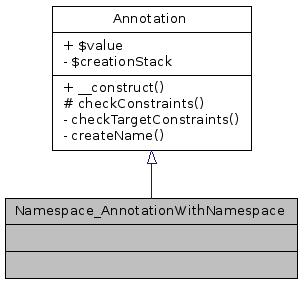 Annotation
+ $value
- $creationStack
+ __construct()
# checkConstraints()
- checkTargetConstraints()
- createName()
Namespace_AnnotationWithNamespace